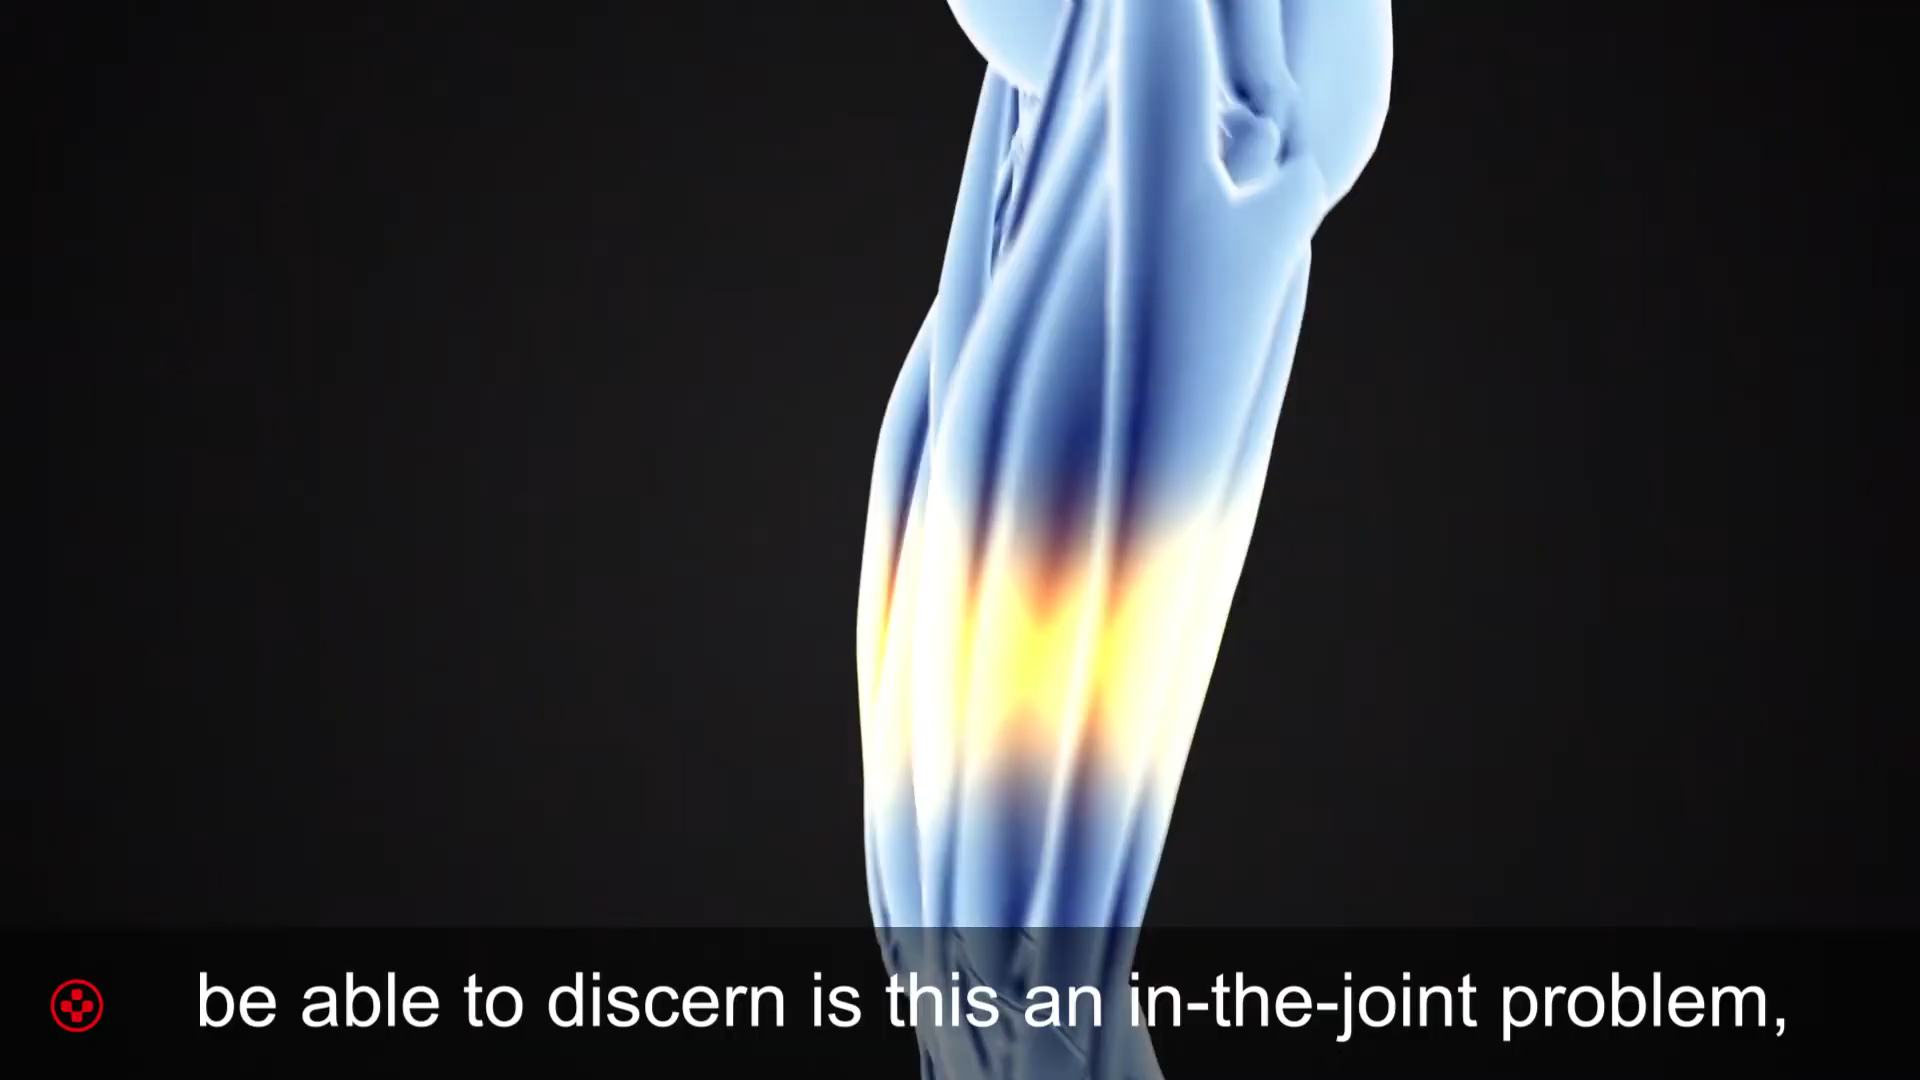 be able to discern is this an in-the-joint problem,